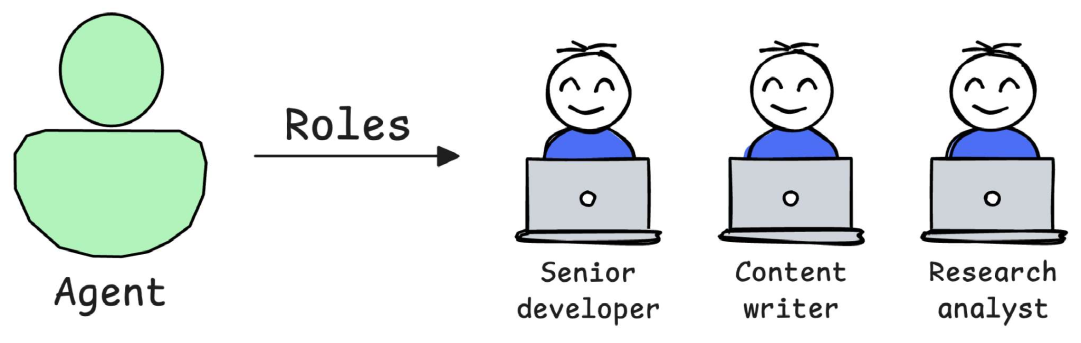 Roles
Agent
Senior
developer
Content
writer
Research
analyst